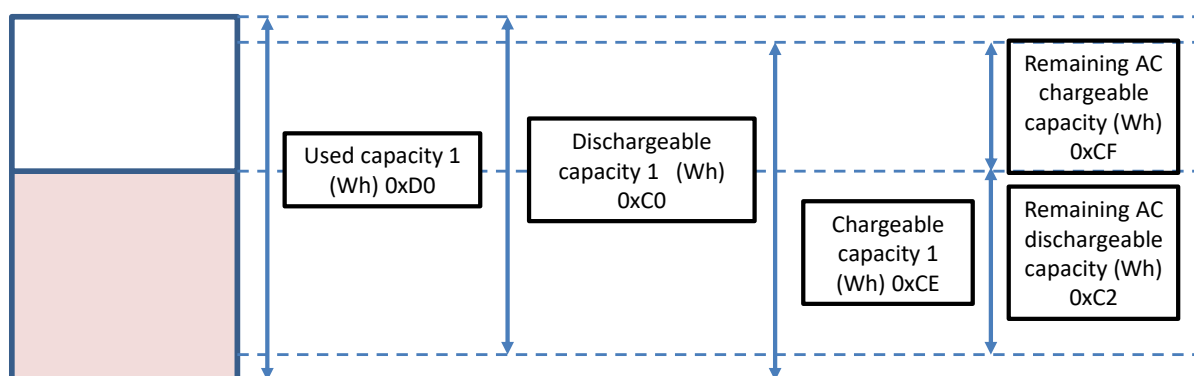 Used capacity 1
(Wh) 0xD0
Dischargeable
capacity 1 (Wh)
0xC0
Chargeable
capacity 1
(Wh) 0xCE
Remaining AC
chargeable
capacity (Wh)
0xCF
Remaining AC
dischargeable
capacity (Wh)
0xC2